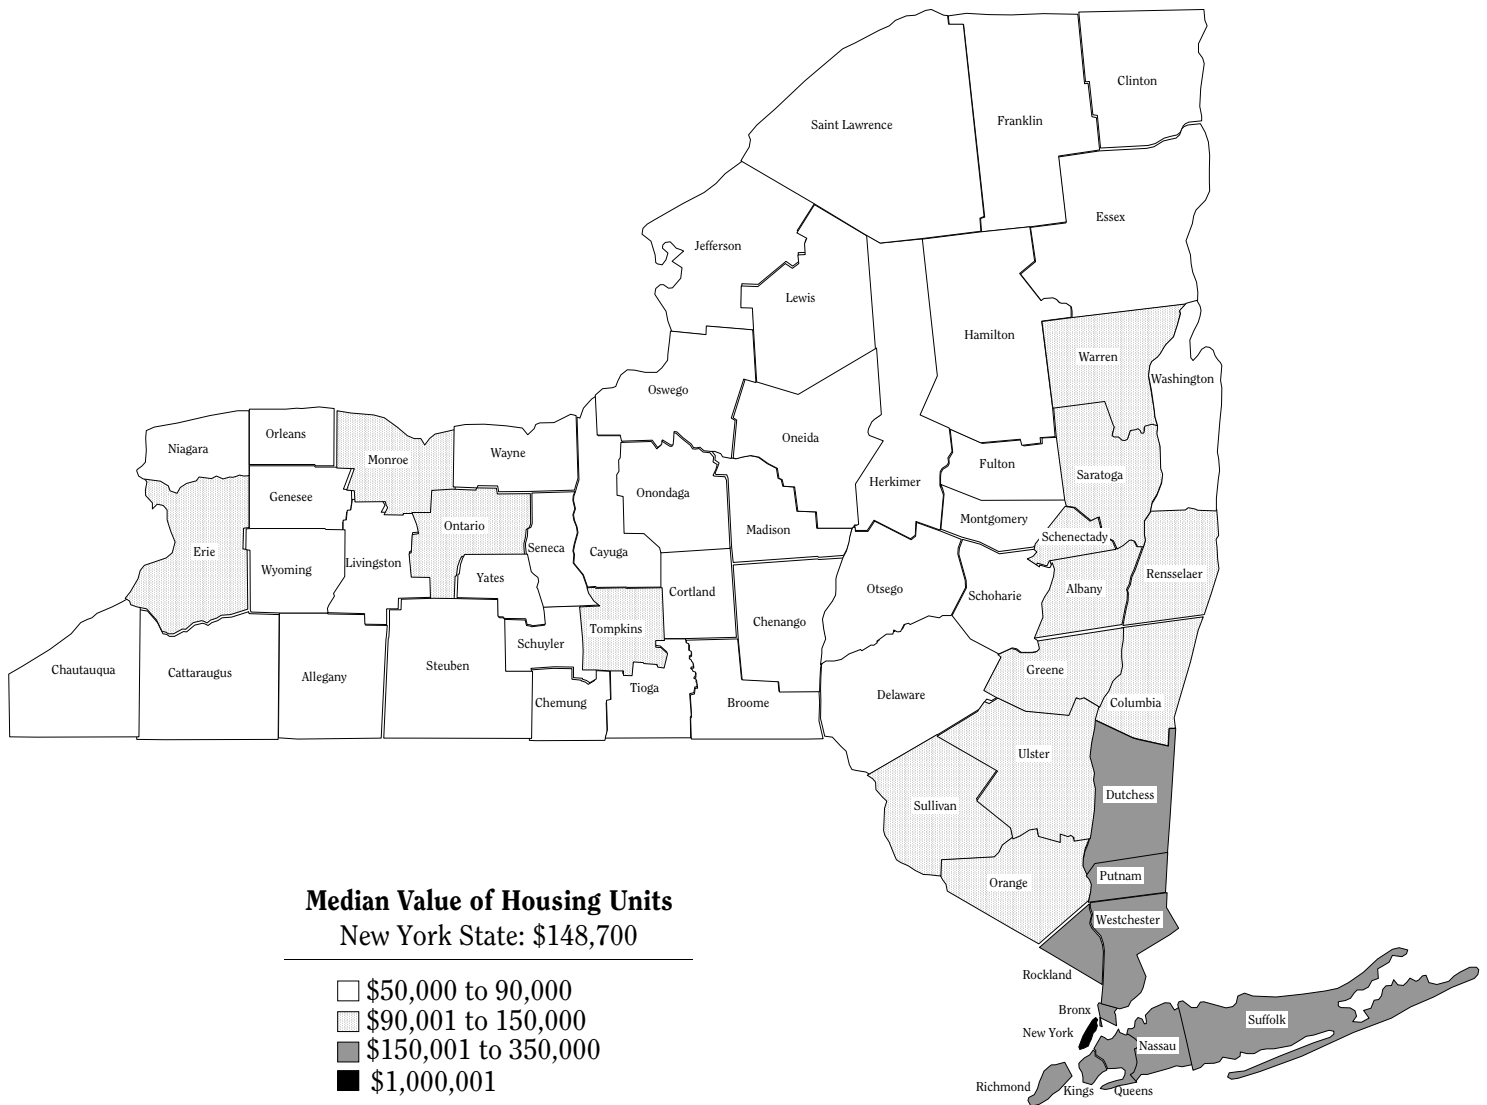 Clinton
Saint Lawrence
Franklin
Essex
Jefferson
Lewis
Hamilton
Warren
Washington
Oswego
Oneida
Orleans
Niagara
Monroe
Wayne
Herkimer
Fulton
Saratoga
Genesee
Onondaga
Ontario
Montgomery
Madison
Schenectady
Erie
Seneca
Cayuga
Wyoming
Livingston
Yates
Rensselaer
Cortland
Otsego
Albany
Schoharie
Chenango
Tompkins
Schuyler
Steuben
Chautauqua
Cattaraugus
Allegany
Greene
Tioga
Delaware
Chemung
Broome
Columbia
Ulster
Dutchess
Sullivan
Putnam
Orange
Westchester
Rockland
Bronx
New York
Suffolk
Nassau
Richmond
Kings
Queens
Median Value of Housing Units
New York State: $148,700
$50,000 to 90,000
$90,001 to 150,000
$150,001 to 350,000
$1,000,001